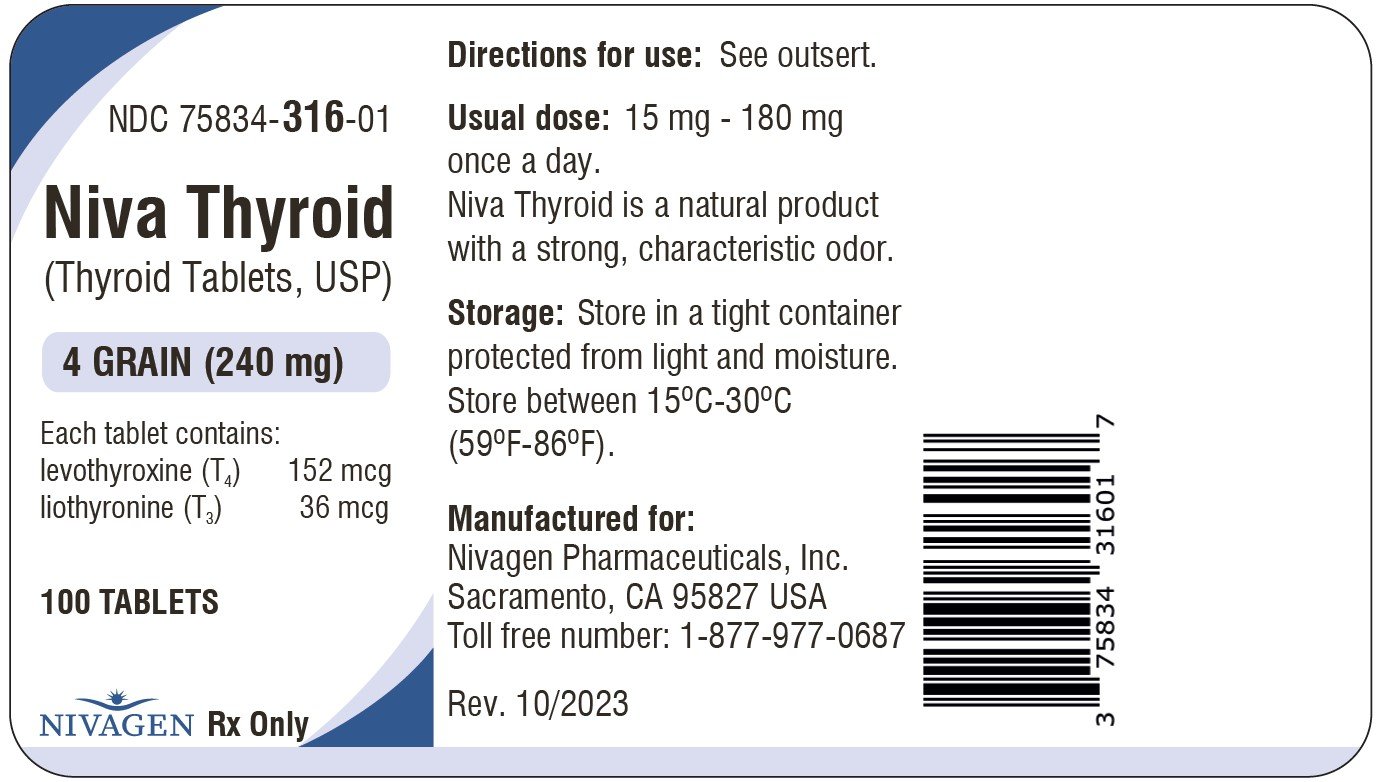 NDC 75834-316-01
Niva Thyroid
(Thyroid Tablets, USP)
4 GRAIN (240 mg)
Each tablet contains:
levothyroxine (T₄) 152 mcg
liothyronine (T₃) 36 mcg
100 TABLETS
NIVAGEN Rx Only
Directions for use: See outsert.
Usual dose: 15 mg - 180 mg
once a day.
Niva Thyroid is a natural product
with a strong, characteristic odor.
Storage: Store in a tight container
protected from light and moisture.
Store between 15ºC-30ºC
(59ºF-86ºF).
Manufactured for:
Nivagen Pharmaceuticals, Inc.
Sacramento, CA 95827 USA
Toll free number: 1-877-977-0687
Rev. 10/2023
3 75834 31601 7